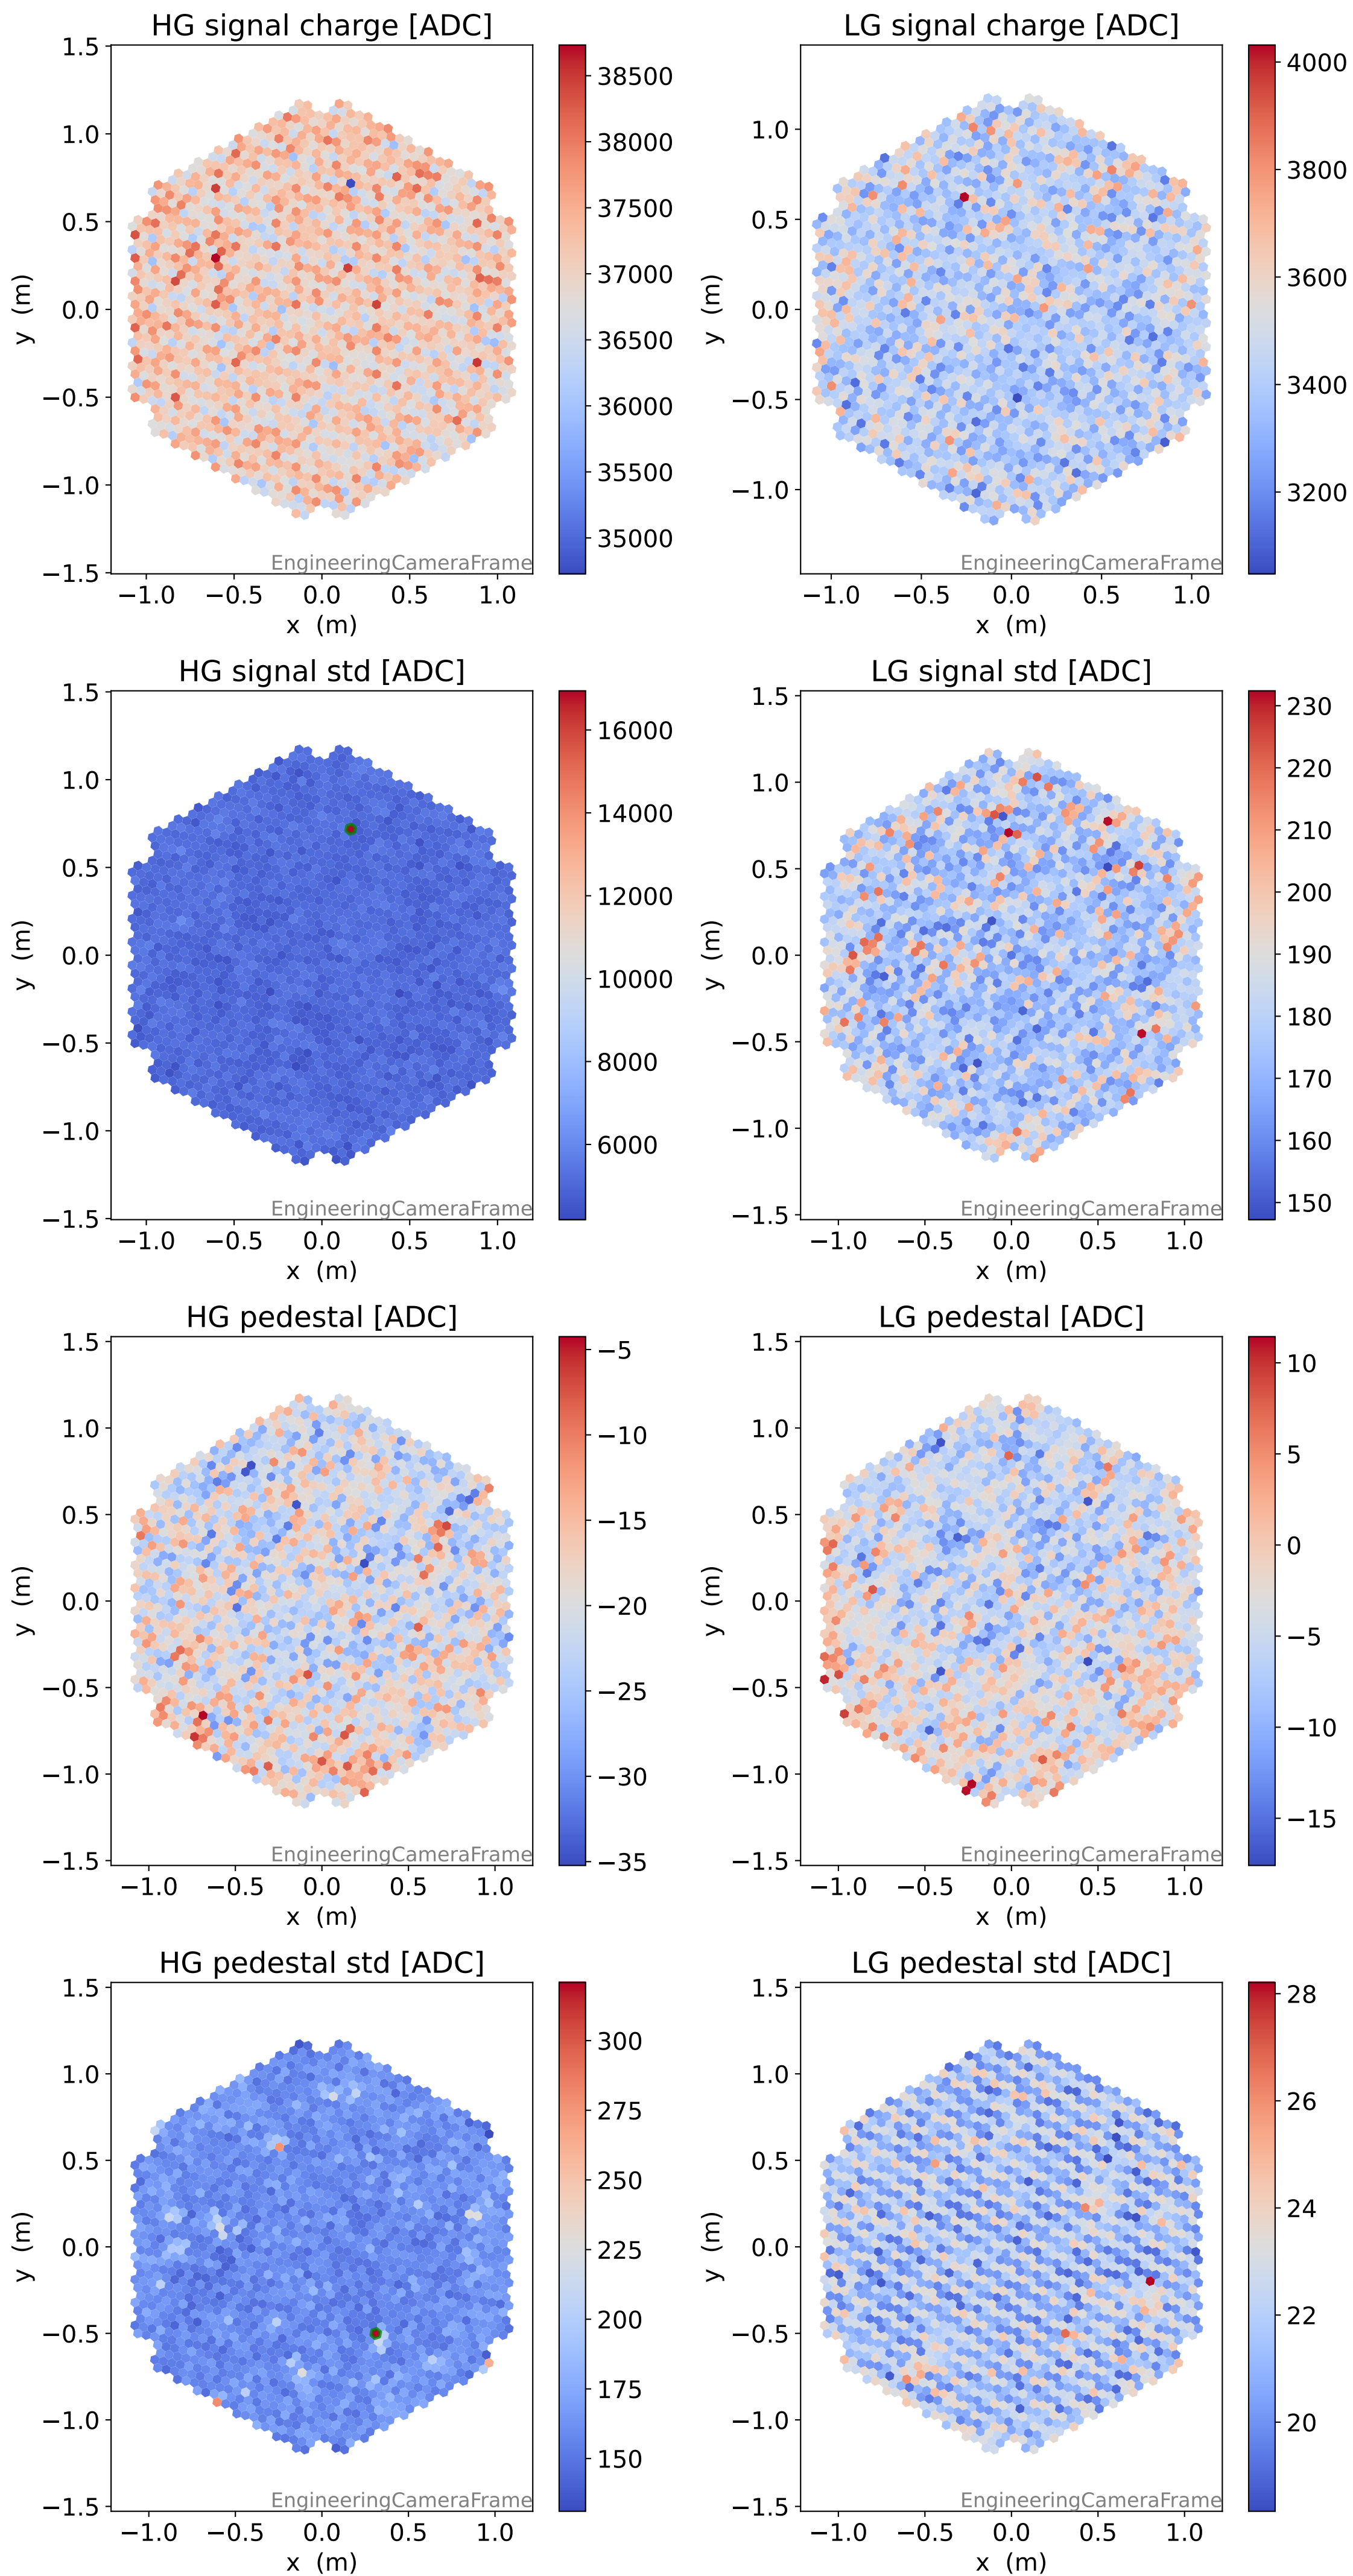 HG signal charge [ADC]
1.5
1.0
0.5
0.0
−0.5
−1.0
−1.5
y (m)
−1.0 −0.5 0.0 0.5 1.0
x (m)
EngineeringCameraFrame
38500
38000
37500
37000
36500
36000
35500
35000
LG signal charge [ADC]
1.0
0.5
0.0
−0.5
−1.0
y (m)
−1.0 −0.5 0.0 0.5 1.0
x (m)
EngineeringCameraFrame
4000
3800
3600
3400
3200
HG signal std [ADC]
1.5
1.0
0.5
0.0
−0.5
−1.0
−1.5
y (m)
−1.0 −0.5 0.0 0.5 1.0
x (m)
EngineeringCameraFrame
16000
14000
12000
10000
8000
6000
LG signal std [ADC]
1.5
1.0
0.5
0.0
−0.5
−1.0
−1.5
y (m)
−1.0 −0.5 0.0 0.5 1.0
x (m)
EngineeringCameraFrame
230
220
210
200
190
180
170
160
150
HG pedestal [ADC]
1.5
1.0
0.5
0.0
−0.5
−1.0
−1.5
y (m)
−1.0 −0.5 0.0 0.5 1.0
x (m)
EngineeringCameraFrame
−5
−10
−15
−20
−25
−30
−35
LG pedestal [ADC]
1.5
1.0
0.5
0.0
−0.5
−1.0
−1.5
y (m)
−1.0 −0.5 0.0 0.5 1.0
x (m)
EngineeringCameraFrame
10
5
0
−5
−10
−15
HG pedestal std [ADC]
1.5
1.0
0.5
0.0
−0.5
−1.0
−1.5
y (m)
−1.0 −0.5 0.0 0.5 1.0
x (m)
EngineeringCameraFrame
300
275
250
225
200
175
150
LG pedestal std [ADC]
1.5
1.0
0.5
0.0
−0.5
−1.0
−1.5
y (m)
−1.0 −0.5 0.0 0.5 1.0
x (m)
EngineeringCameraFrame
28
26
24
22
20